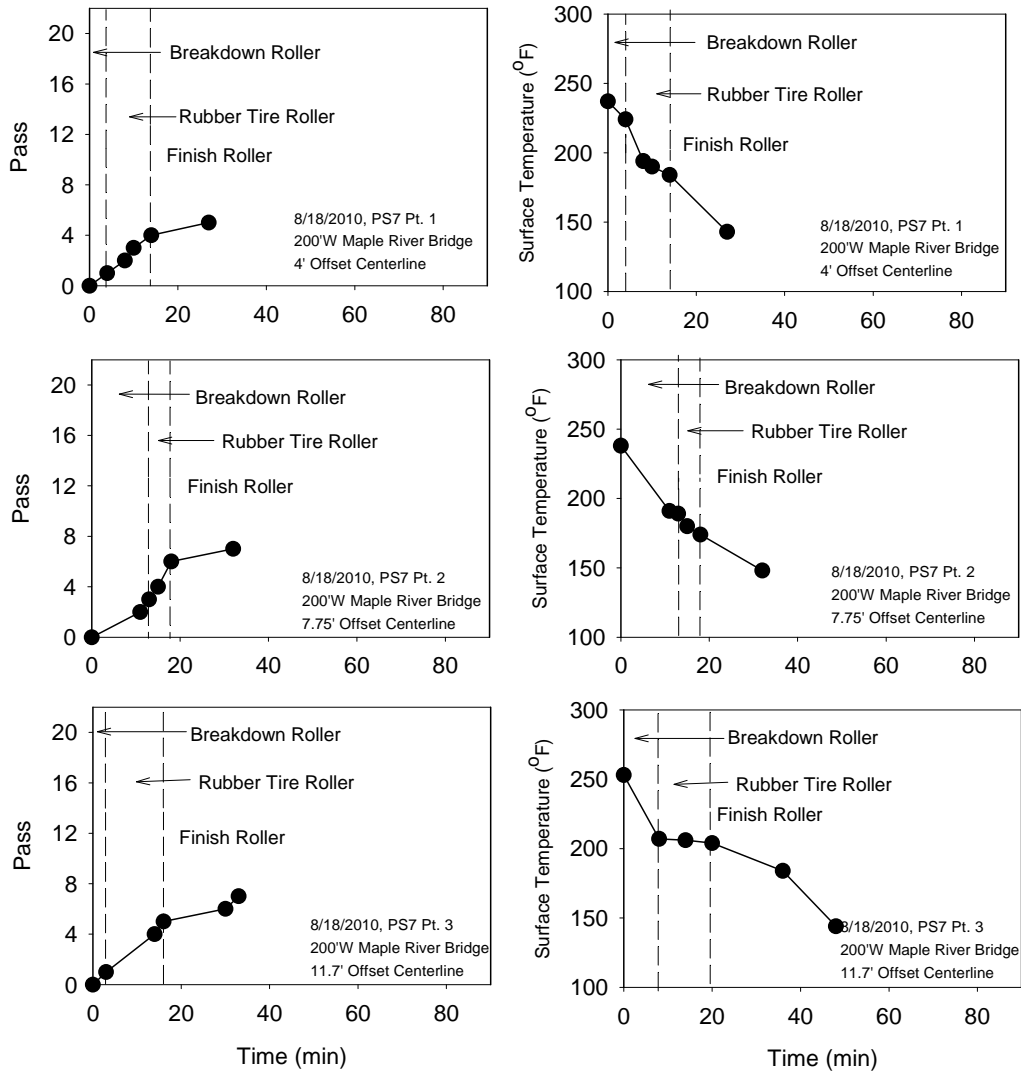 Pass
20
16
12
8
4
0
Breakdown Roller
Rubber Tire Roller
Finish Roller
8/18/2010, PS7 Pt. 1
200'W Maple River Bridge
4' Offset Centerline
0 20 40 60 80
Surface Temperature (°F)
300
250
200
150
100
Breakdown Roller
Rubber Tire Roller
Finish Roller
8/18/2010, PS7 Pt. 1
200'W Maple River Bridge
4' Offset Centerline
0 20 40 60 80
Pass
20
16
12
8
4
0
Breakdown Roller
Rubber Tire Roller
Finish Roller
8/18/2010, PS7 Pt. 2
200'W Maple River Bridge
7.75' Offset Centerline
0 20 40 60 80
Surface Temperature (°F)
300
250
200
150
100
Breakdown Roller
Rubber Tire Roller
Finish Roller
8/18/2010, PS7 Pt. 2
200'W Maple River Bridge
7.75' Offset Centerline
0 20 40 60 80
Pass
20
16
12
8
4
0
Breakdown Roller
Rubber Tire Roller
Finish Roller
8/18/2010, PS7 Pt. 3
200'W Maple River Bridge
11.7' Offset Centerline
0 20 40 60 80
Time (min)
Surface Temperature (°F)
300
250
200
150
100
Breakdown Roller
Rubber Tire Roller
Finish Roller
8/18/2010, PS7 Pt. 3
200'W Maple River Bridge
11.7' Offset Centerline
0 20 40 60 80
Time (min)